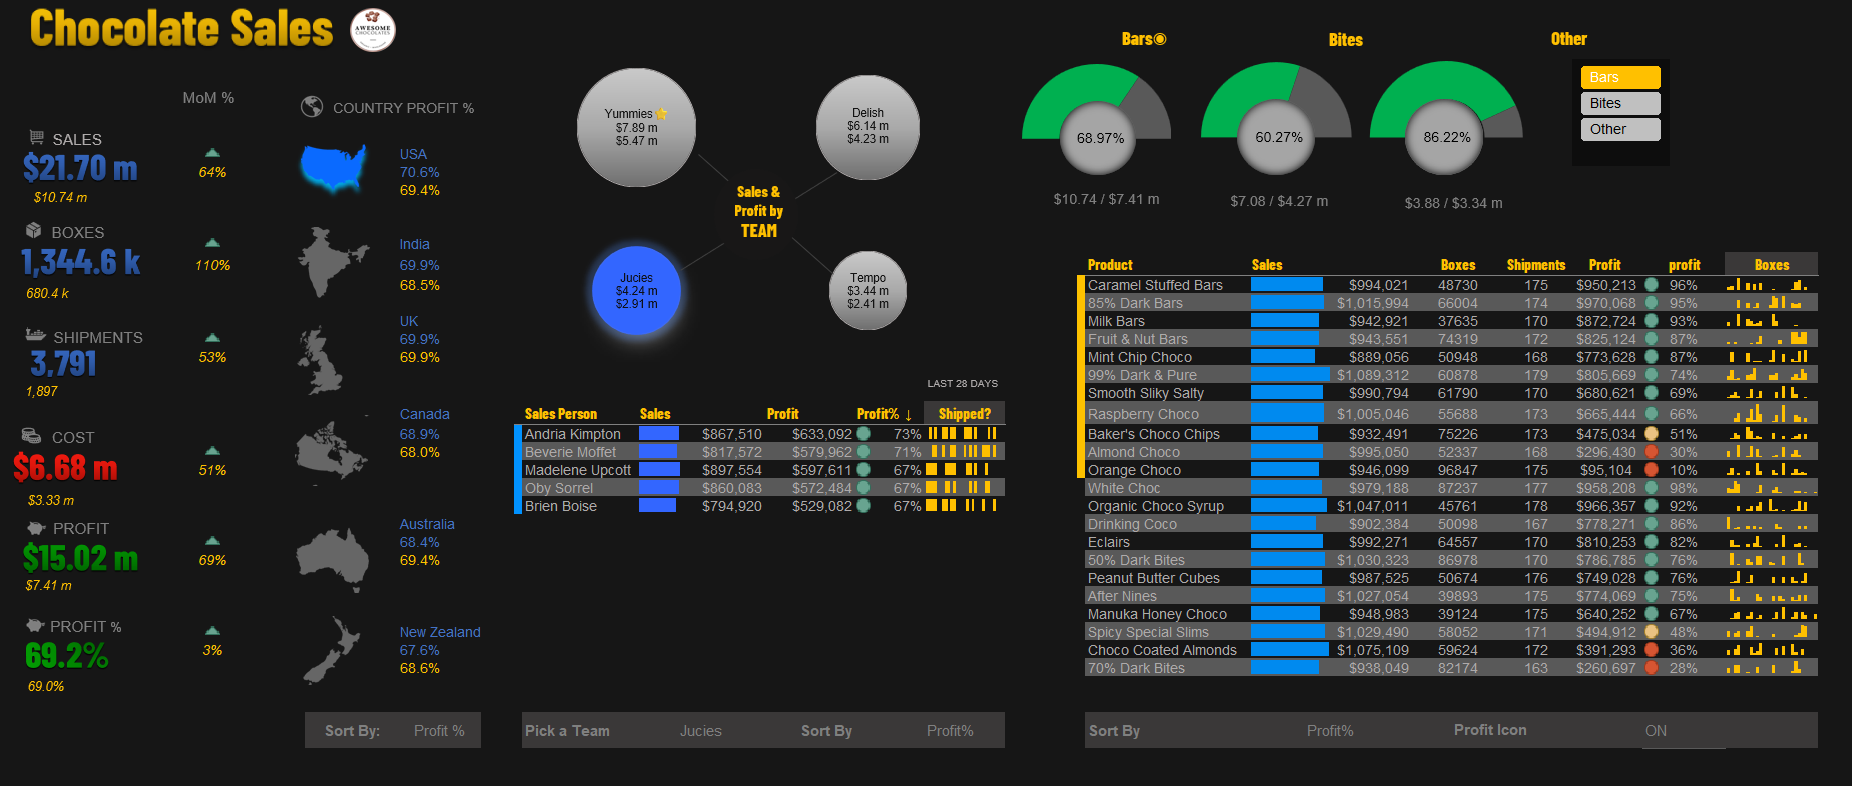 Chocolate Sales
AWESOME
CHOCOLATES
MoM %
SALES
$21.70 m
$10.74 m
64%
BOXES
1,344.6 k
680.4 k
110%
SHIPMENTS
3,791
1,897
53%
COST
$6.68 m
$3.33 m
51%
PROFIT
$15.02 m
$7.41 m
69%
PROFIT %
69.2%
69.0%
3%
COUNTRY PROFIT %
USA
70.6%
69.4%
India
69.9%
68.5%
UK
69.9%
69.9%
Canada
68.9%
68.0%
Australia
68.4%
69.4%
New Zealand
67.6%
68.6%
Sort By: Profit %
Yummies
$7.89 m
$5.47 m
Delish
$6.14 m
$4.23 m
Sales &
Profit by
TEAM
Jucies
$4.24 m
$2.91 m
Tempo
$3.44 m
$2.41 m
LAST 28 DAYS
Sales Person Sales Profit Profit% ↓ Shipped?
Andria Kimpton $867,510 $633,092 73%
Beverie Moffet $817,572 $579,962 71%
Madelene Upcott $897,554 $597,611 67%
Oby Sorrel $860,083 $572,484 67%
Brien Boise $794,920 $529,082 67%
Pick a Team Jucies Sort By Profit%
Bars◉ Bites Other
68.97% 60.27% 86.22%
$10.74 / $7.41 m $7.08 / $4.27 m $3.88 / $3.34 m
Bars
Bites
Other
Product Sales Boxes Shipments Profit profit Boxes
Caramel Stuffed Bars $994,021 48730 175 $950,213 96%
85% Dark Bars $1,015,994 66004 174 $970,068 95%
Milk Bars $942,921 37635 170 $872,724 93%
Fruit & Nut Bars $943,551 74319 172 $825,124 87%
Mint Chip Choco $889,056 50948 168 $773,628 87%
99% Dark & Pure $1,089,312 60878 179 $805,669 74%
Smooth Sliky Salty $990,794 61790 170 $680,621 69%
Raspberry Choco $1,005,046 55688 173 $665,444 66%
Baker's Choco Chips $932,491 75226 173 $475,034 51%
Almond Choco $995,050 52337 168 $296,430 30%
Orange Choco $946,099 96847 175 $95,104 10%
White Choc $979,188 87237 177 $958,208 98%
Organic Choco Syrup $1,047,011 45761 178 $966,357 92%
Drinking Coco $902,384 50098 167 $778,271 86%
Eclairs $992,271 64557 170 $810,253 82%
50% Dark Bites $1,030,323 86978 170 $786,785 76%
Peanut Butter Cubes $987,525 50674 176 $749,028 76%
After Nines $1,027,054 39893 175 $774,069 75%
Manuka Honey Choco $948,983 39124 175 $640,252 67%
Spicy Special Slims $1,029,490 58052 171 $494,912 48%
Choco Coated Almonds $1,075,109 59624 172 $391,293 36%
70% Dark Bites $938,049 82174 163 $260,697 28%
Sort By Profit% Profit Icon ON